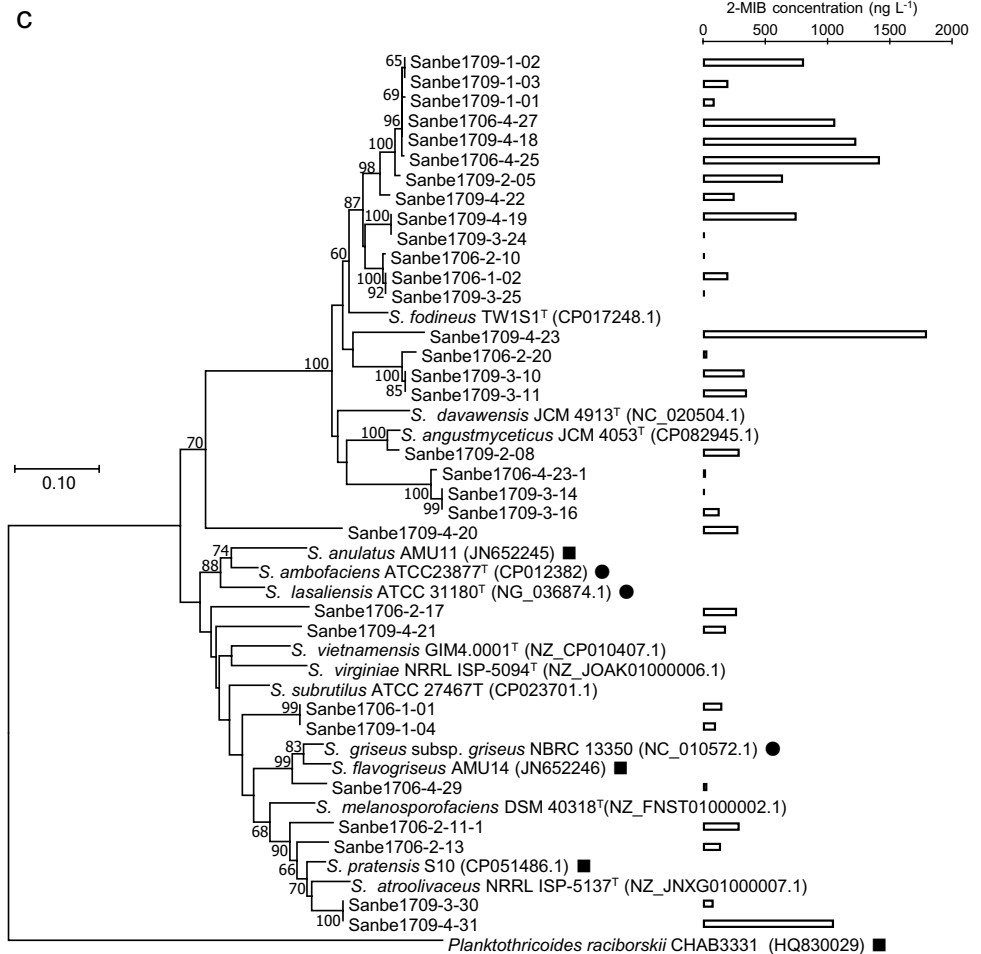 C
2-MIB concentration (ng L⁻¹)
0 500 1000 1500 2000
65 Sanbe1709-1-02
Sanbe1709-1-03
69 Sanbe1709-1-01
96 Sanbe1706-4-27
Sanbe1709-4-18
100 Sanbe1706-4-25
98 Sanbe1709-2-05
Sanbe1709-4-22
87 100 Sanbe1709-4-19
Sanbe1709-3-24
60 Sanbe1706-2-10
100 Sanbe1706-1-02
92 Sanbe1709-3-25
S. fodineus TW1S1ᵀ (CP017248.1)
Sanbe1709-4-23
100 Sanbe1706-2-20
100 Sanbe1709-3-10
85 Sanbe1709-3-11
S. davawensis JCM 4913ᵀ (NC_020504.1)
100 S. angustmyceticus JCM 4053ᵀ (CP082945.1)
70 Sanbe1709-2-08
Sanbe1706-4-23-1
0.10 100 Sanbe1709-3-14
99 Sanbe1709-3-16
Sanbe1709-4-20
74 S. anulatus AMU11 (JN652245) ■
88 S. ambofaciens ATCC23877ᵀ (CP012382) ●
S. lasaliensis ATCC 31180ᵀ (NG_036874.1) ●
Sanbe1706-2-17
Sanbe1709-4-21
S. vietnamensis GIM4.0001ᵀ (NZ_CP010407.1)
S. virginiae NRRL ISP-5094ᵀ (NZ_JOAK01000006.1)
S. subrutilus ATCC 27467T (CP023701.1)
99 Sanbe1706-1-01
Sanbe1709-1-04
83 S. griseus subsp. griseus NBRC 13350 (NC_010572.1) ●
99 S. flavogriseus AMU14 (JN652246) ■
Sanbe1706-4-29
S. melanosporofaciens DSM 40318ᵀ(NZ_FNST01000002.1)
68 Sanbe1706-2-11-1
90 Sanbe1706-2-13
66 S. pratensis S10 (CP051486.1) ■
70 S. atroolivaceus NRRL ISP-5137ᵀ (NZ_JNXG01000007.1)
Sanbe1709-3-30
100 Sanbe1709-4-31
Planktothricoides raciborskii CHAB3331 (HQ830029) ■